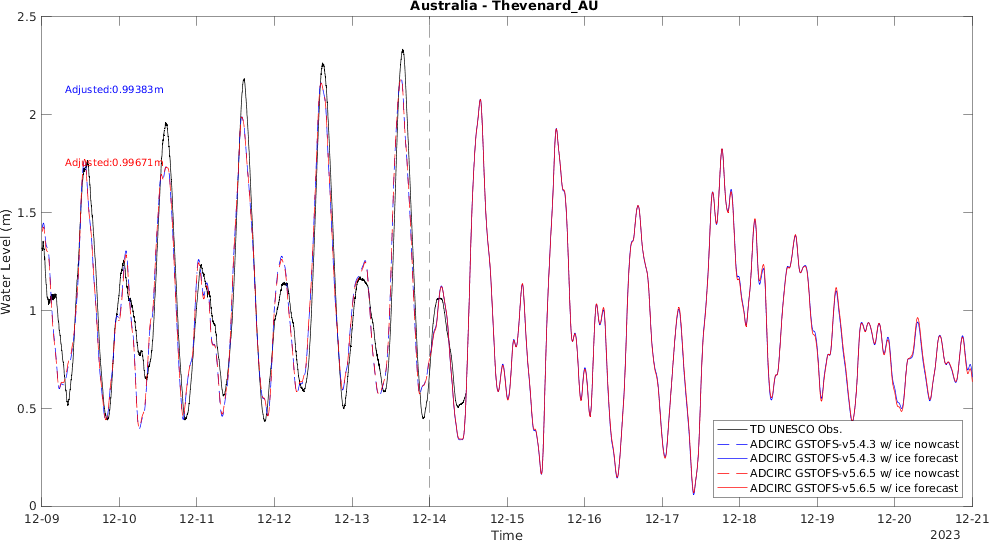 Australia - Thevenard_AU
2.5
2
1.5
1
0.5
0
Water Level (m)
Adjusted:0.99383m
Adjusted:0.99671m
TD UNESCO Obs.
ADCIRC GSTOFS-v5.4.3 w/ ice nowcast
ADCIRC GSTOFS-v5.4.3 w/ ice forecast
ADCIRC GSTOFS-v5.6.5 w/ ice nowcast
ADCIRC GSTOFS-v5.6.5 w/ ice forecast
12-09 12-10 12-11 12-12 12-13 12-14 12-15 12-16 12-17 12-18 12-19 12-20 12-21
Time
2023